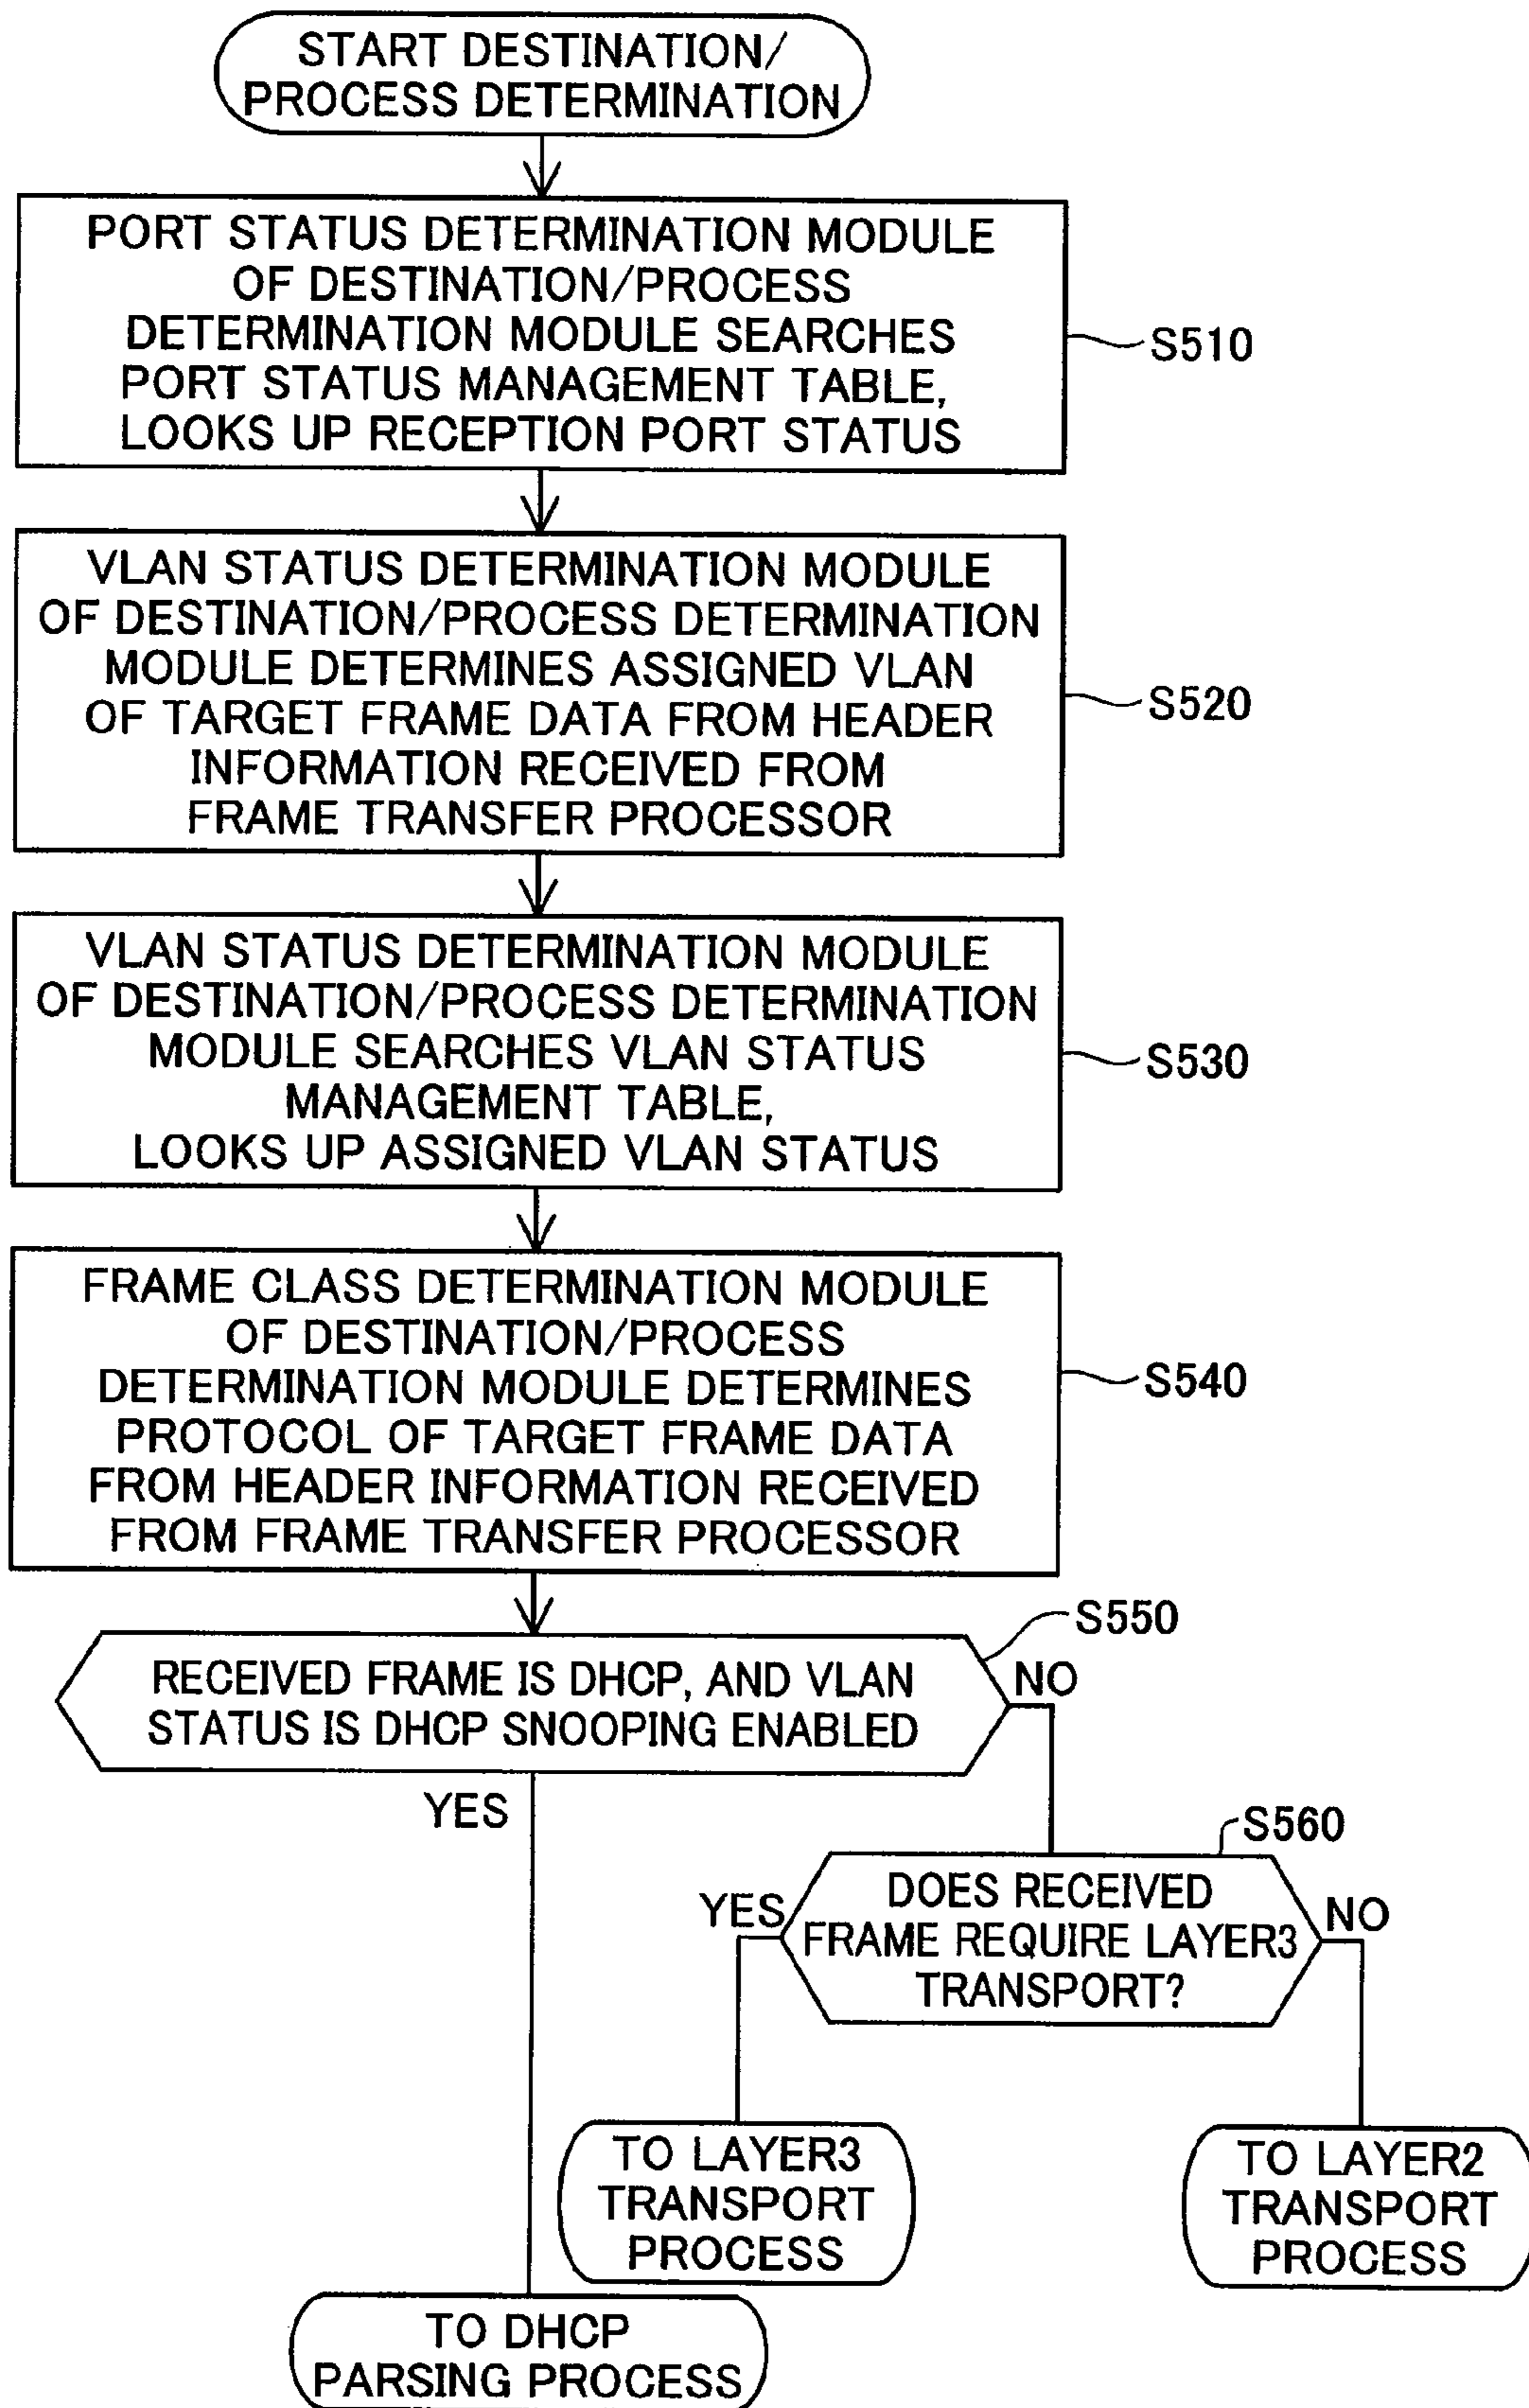 START DESTINATION/
PROCESS DETERMINATION
PORT STATUS DETERMINATION MODULE
OF DESTINATION/PROCESS
DETERMINATION MODULE SEARCHES
PORT STATUS MANAGEMENT TABLE,
LOOKS UP RECEPTION PORT STATUS
S510
VLAN STATUS DETERMINATION MODULE
OF DESTINATION/PROCESS DETERMINATION
MODULE DETERMINES ASSIGNED VLAN
OF TARGET FRAME DATA FROM HEADER
INFORMATION RECEIVED FROM
FRAME TRANSFER PROCESSOR
S520
VLAN STATUS DETERMINATION MODULE
OF DESTINATION/PROCESS DETERMINATION
MODULE SEARCHES VLAN STATUS
MANAGEMENT TABLE,
LOOKS UP ASSIGNED VLAN STATUS
S530
FRAME CLASS DETERMINATION MODULE
OF DESTINATION/PROCESS
DETERMINATION MODULE DETERMINES
PROTOCOL OF TARGET FRAME DATA
FROM HEADER INFORMATION RECEIVED
FROM FRAME TRANSFER PROCESSOR
S540
S550
RECEIVED FRAME IS DHCP, AND VLAN
STATUS IS DHCP SNOOPING ENABLED
NO
YES
S560
DOES RECEIVED
FRAME REQUIRE LAYER3
TRANSPORT?
YES
NO
TO LAYER3
TRANSPORT
PROCESS
TO LAYER2
TRANSPORT
PROCESS
TO DHCP
PARSING PROCESS